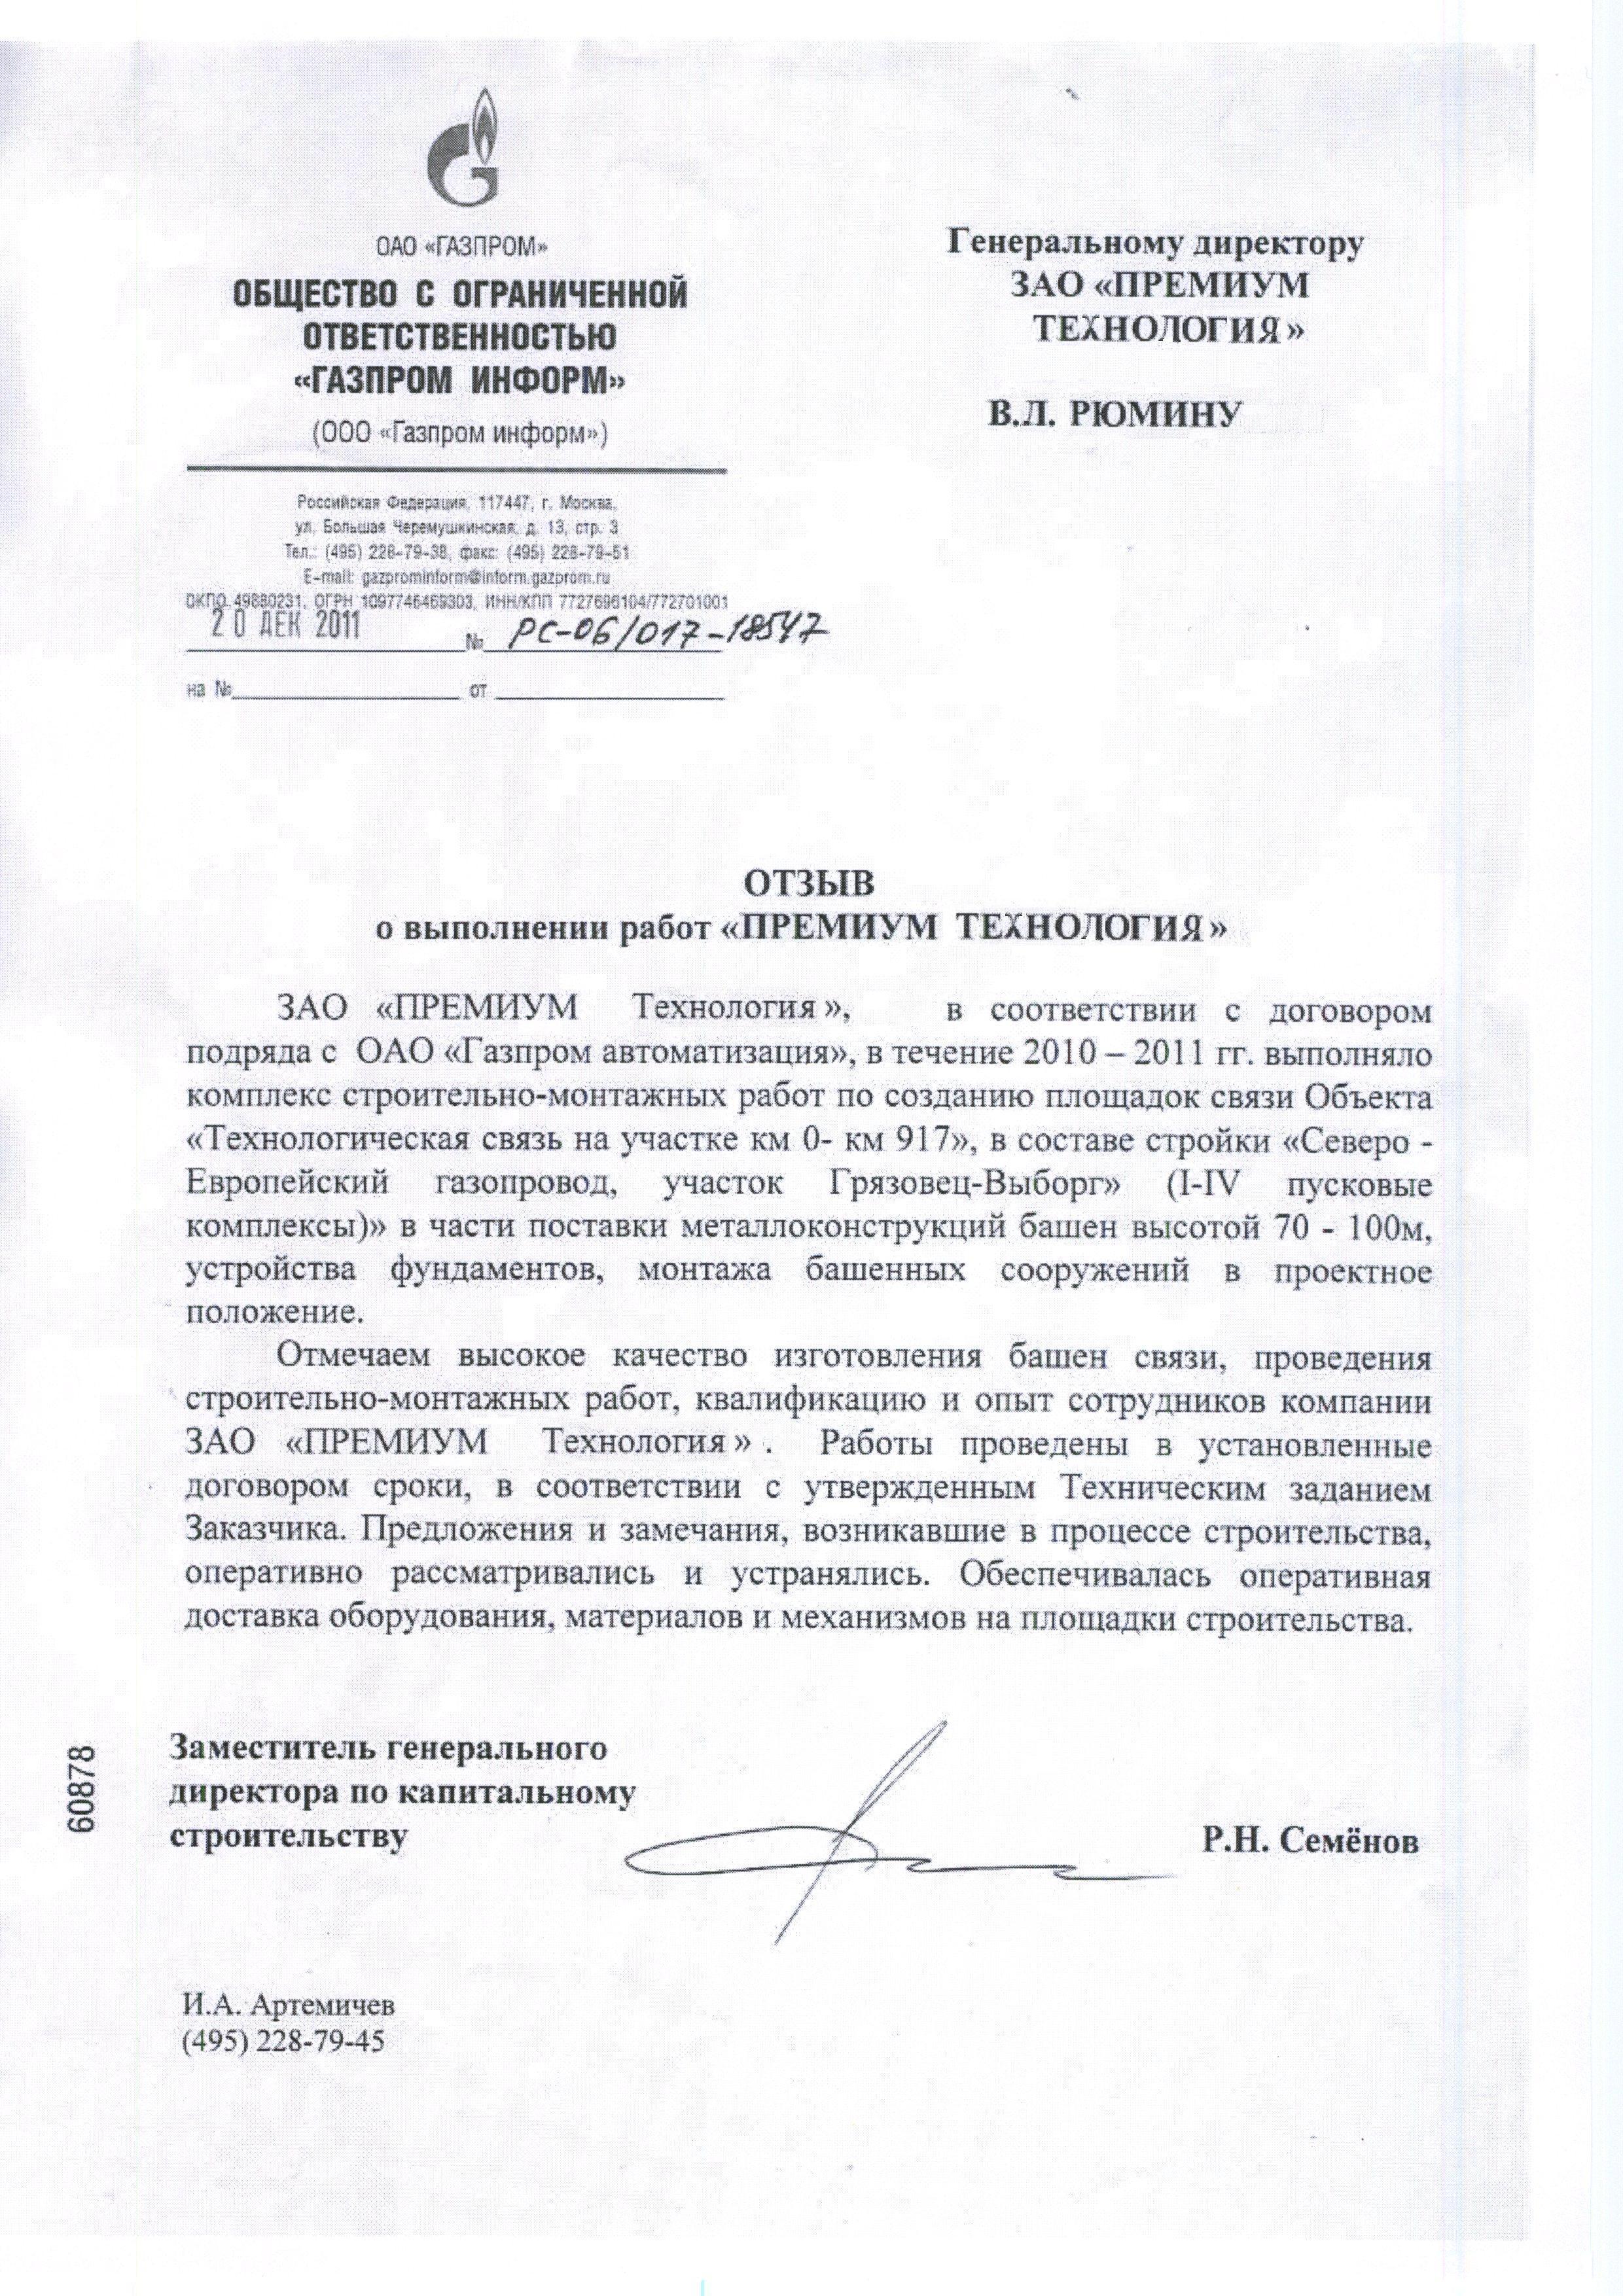 ОАО «ГАЗПРОМ»
ОБЩЕСТВО С ОГРАНИЧЕННОЙ
ОТВЕТСТВЕННОСТЬЮ
«ГАЗПРОМ ИНФОРМ»
(ООО «Газпром информ»)
Российская Федерация, 117447, г. Москва,
ул. Большая Черемушкинская, д. 13, стр. 3
Тел.: (495) 228-79-38, факс: (495) 228-79-51
E-mail: gazprominform@inform.gazprom.ru
ОКПО 49880231, ОГРН 1097746469303, ИНН/КПП 7727696104/772701001
20 ДЕК 2011 № РС-06/017-18547
на № от
Генеральному директору
ЗАО «ПРЕМИУМ
ТЕХНОЛОГИЯ»
В.Л. РЮМИНУ
ОТЗЫВ
о выполнении работ «ПРЕМИУМ ТЕХНОЛОГИЯ»
ЗАО «ПРЕМИУМ Технология», в соответствии с договором
подряда с ОАО «Газпром автоматизация», в течение 2010 – 2011 гг. выполняло
комплекс строительно-монтажных работ по созданию площадок связи Объекта
«Технологическая связь на участке км 0- км 917», в составе стройки «Северо -
Европейский газопровод, участок Грязовец-Выборг» (I-IV пусковые
комплексы)» в части поставки металлоконструкций башен высотой 70 - 100м,
устройства фундаментов, монтажа башенных сооружений в проектное
положение.
Отмечаем высокое качество изготовления башен связи, проведения
строительно-монтажных работ, квалификацию и опыт сотрудников компании
ЗАО «ПРЕМИУМ Технология» . Работы проведены в установленные
договором сроки, в соответствии с утвержденным Техническим заданием
Заказчика. Предложения и замечания, возникавшие в процессе строительства,
оперативно рассматривались и устранялись. Обеспечивалась оперативная
доставка оборудования, материалов и механизмов на площадки строительства.
Заместитель генерального
директора по капитальному
строительству
Р.Н. Семёнов
60878
И.А. Артемичев
(495) 228-79-45